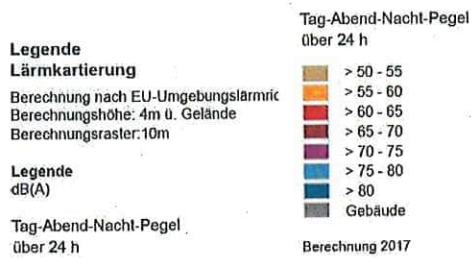 Legende
Lärmkartierung
Berechnung nach EU-Umgebungslärmric
Berechnungshöhe: 4m ü. Gelände
Berechnungsraster:10m
Legende
dB(A)
Tag-Abend-Nacht-Pegel
über 24 h
Tag-Abend-Nacht-Pegel
über 24 h
> 50 - 55
> 55 - 60
> 60 - 65
> 65 - 70
> 70 - 75
> 75 - 80
> 80
Gebäude
Berechnung 2017